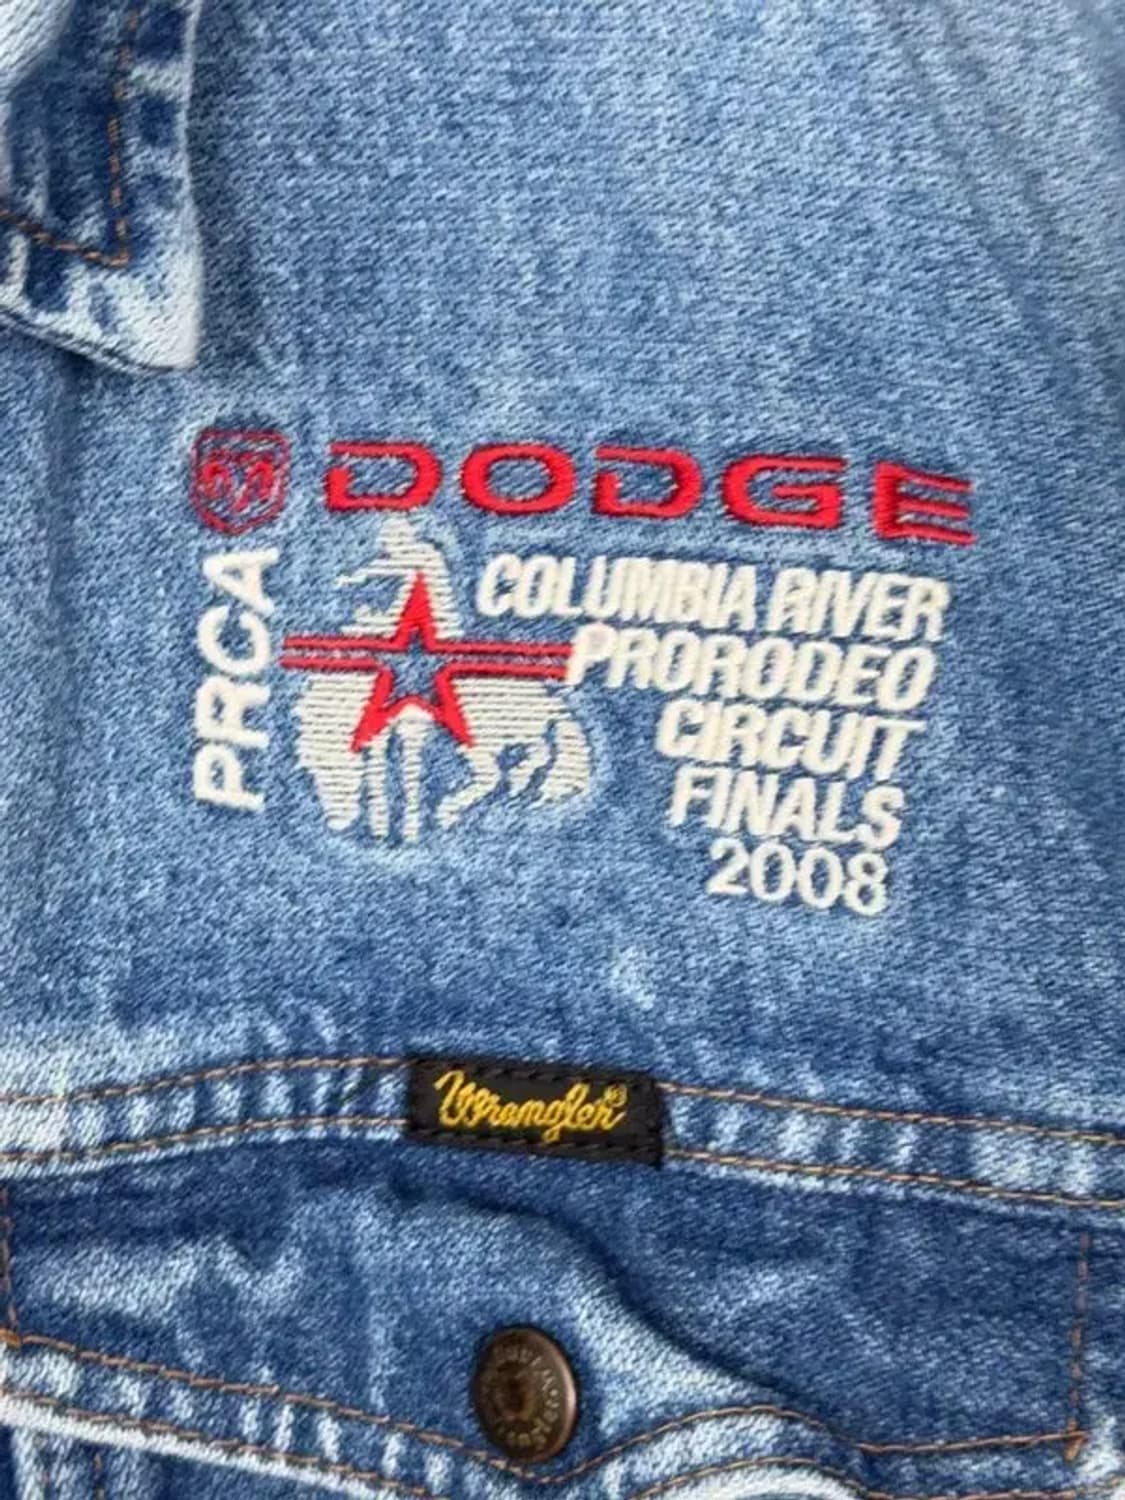 DODGE
PRCA
COLUMBIA RIVER
PRORODEO
CIRCUIT
FINALS
2008
Wrangler®